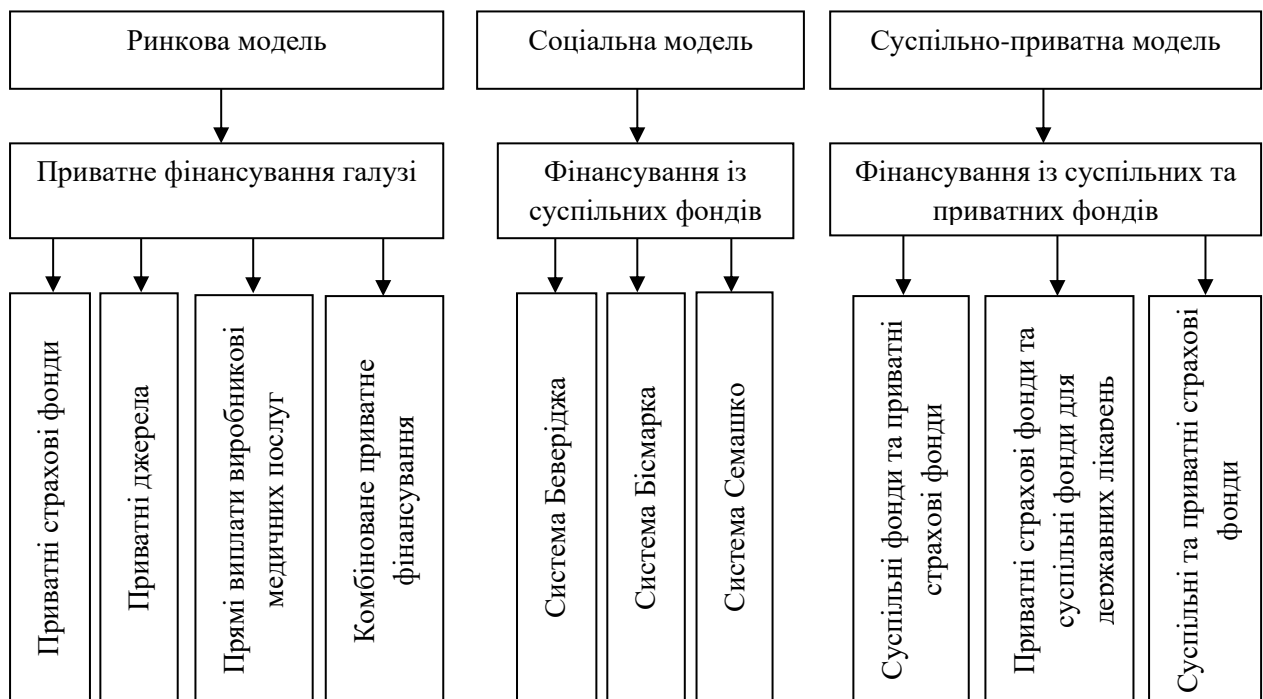 Ринкова модель
Соціальна модель
Суспільно-приватна модель
Приватне фінансування галузі
Фінансування із
суспільних фондів
Фінансування із суспільних та
приватних фондів
Приватні страхові фонди
Приватні джерела
Прямі виплати виробникові
медичних послуг
Комбіноване приватне
фінансування
Система Беверіджа
Система Бісмарка
Система Семашко
Суспільні фонди та приватні
страхові фонди
Приватні страхові фонди та
суспільні фонди для
державних лікарень
Суспільні та приватні страхові
фонди